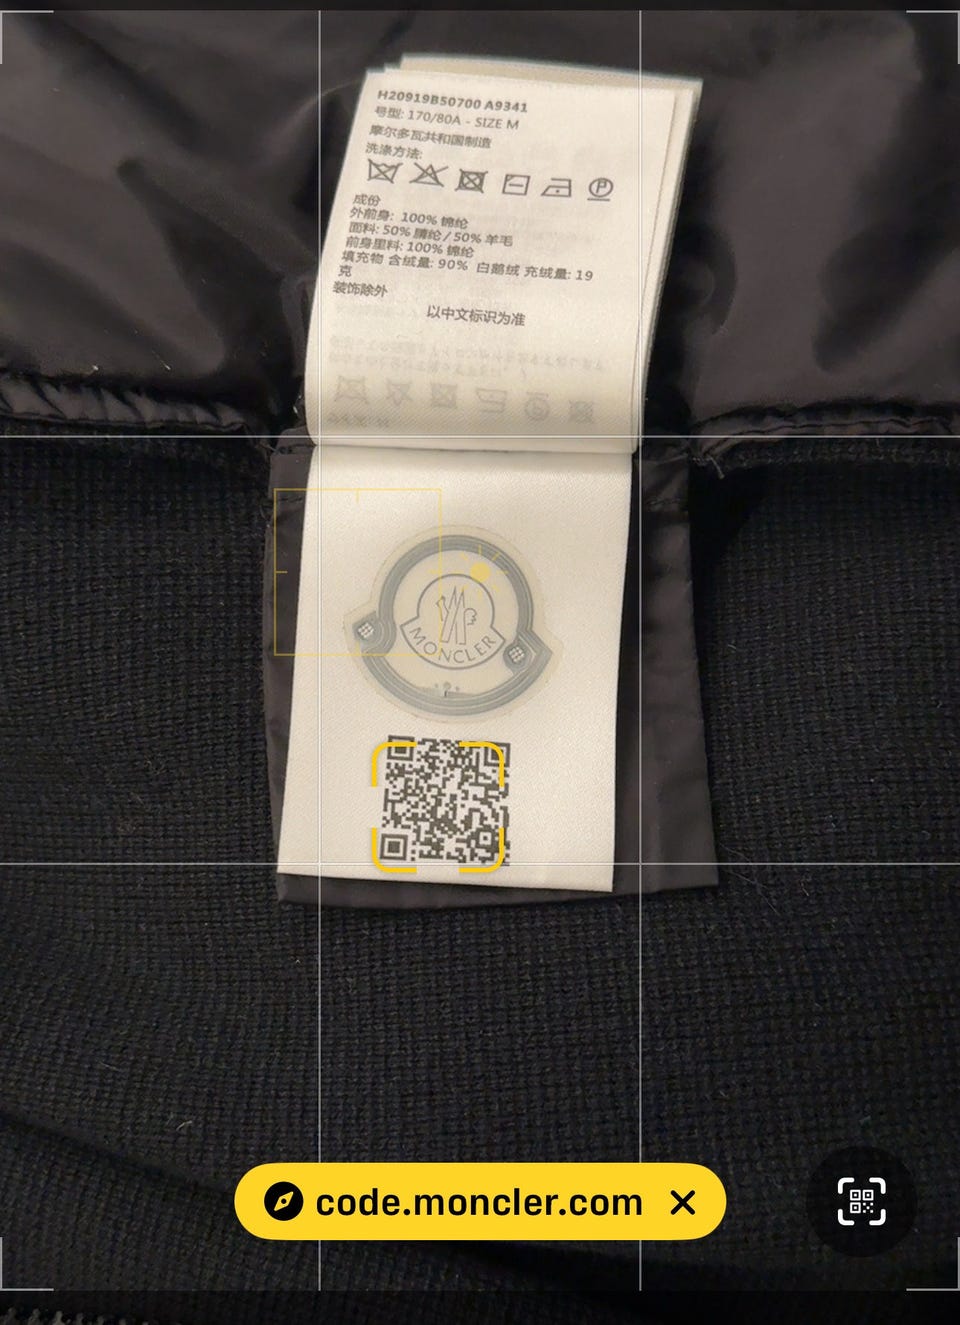 H20919B50700 A9341
号型: 170/80A - SIZE M
摩尔多瓦共和国制造
洗涤方法:
P
成份
外前身: 100% 锦纶
面料: 50% 腈纶 / 50% 羊毛
前身里料: 100% 锦纶
填充物 含绒量: 90% 白鹅绒 充绒量: 19
克
装饰除外
以中文标识为准
MONCLER
code.moncler.com